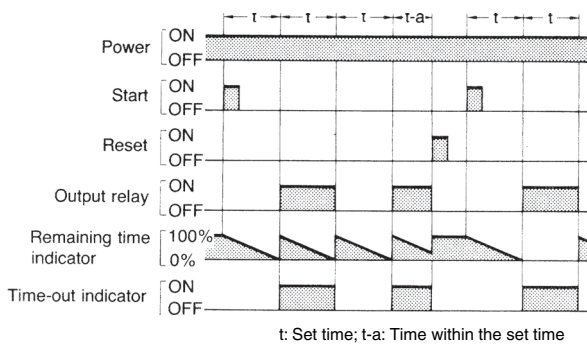 t t t t-a t t
Power ON
OFF
Start ON
OFF
Reset ON
OFF
Output relay ON
OFF
Remaining time
indicator 100%
0%
Time-out indicator ON
OFF
t: Set time; t-a: Time within the set time